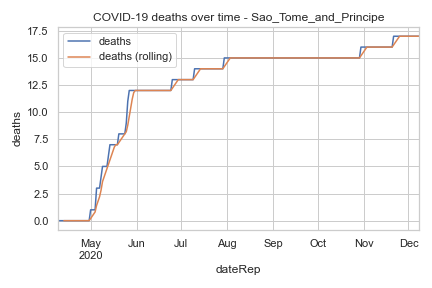 COVID-19 deaths over time - Sao_Tome_and_Principe
deaths
deaths (rolling)
17.5
15.0
12.5
10.0
7.5
5.0
2.5
0.0
deaths
May Jun Jul Aug Sep Oct Nov Dec
2020
dateRep